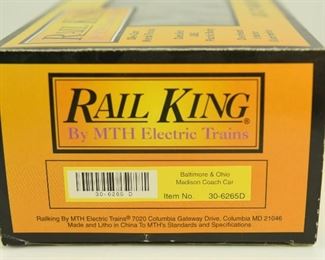 RAIL KING®
By MTH Electric Trains
30-6265 D
Baltimore & Ohio
Madison Coach Car
Item No. 30-6265D
Railking By MTH Electric Trains® 7020 Columbia Gateway Drive, Columbia MD 21046
Made and Litho in China To MTH's Standards and Specifications